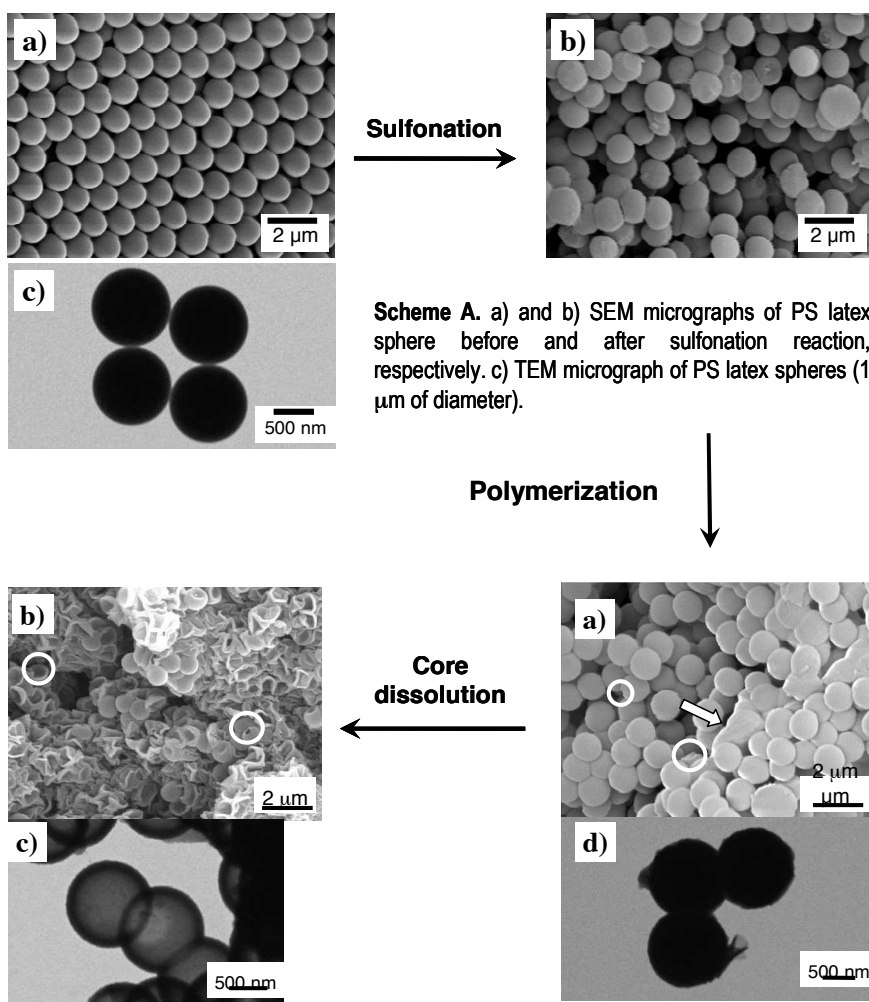 a)
b)
Sulfonation
2 μm
2 μm
c)
500 nm
Scheme A. a) and b) SEM micrographs of PS latex
sphere before and after sulfonation reaction,
respectively. c) TEM micrograph of PS latex spheres (1
μm of diameter).
Polymerization
b)
a)
Core
dissolution
2 μm
2 μm
μm
c)
d)
500 nm
500 nm